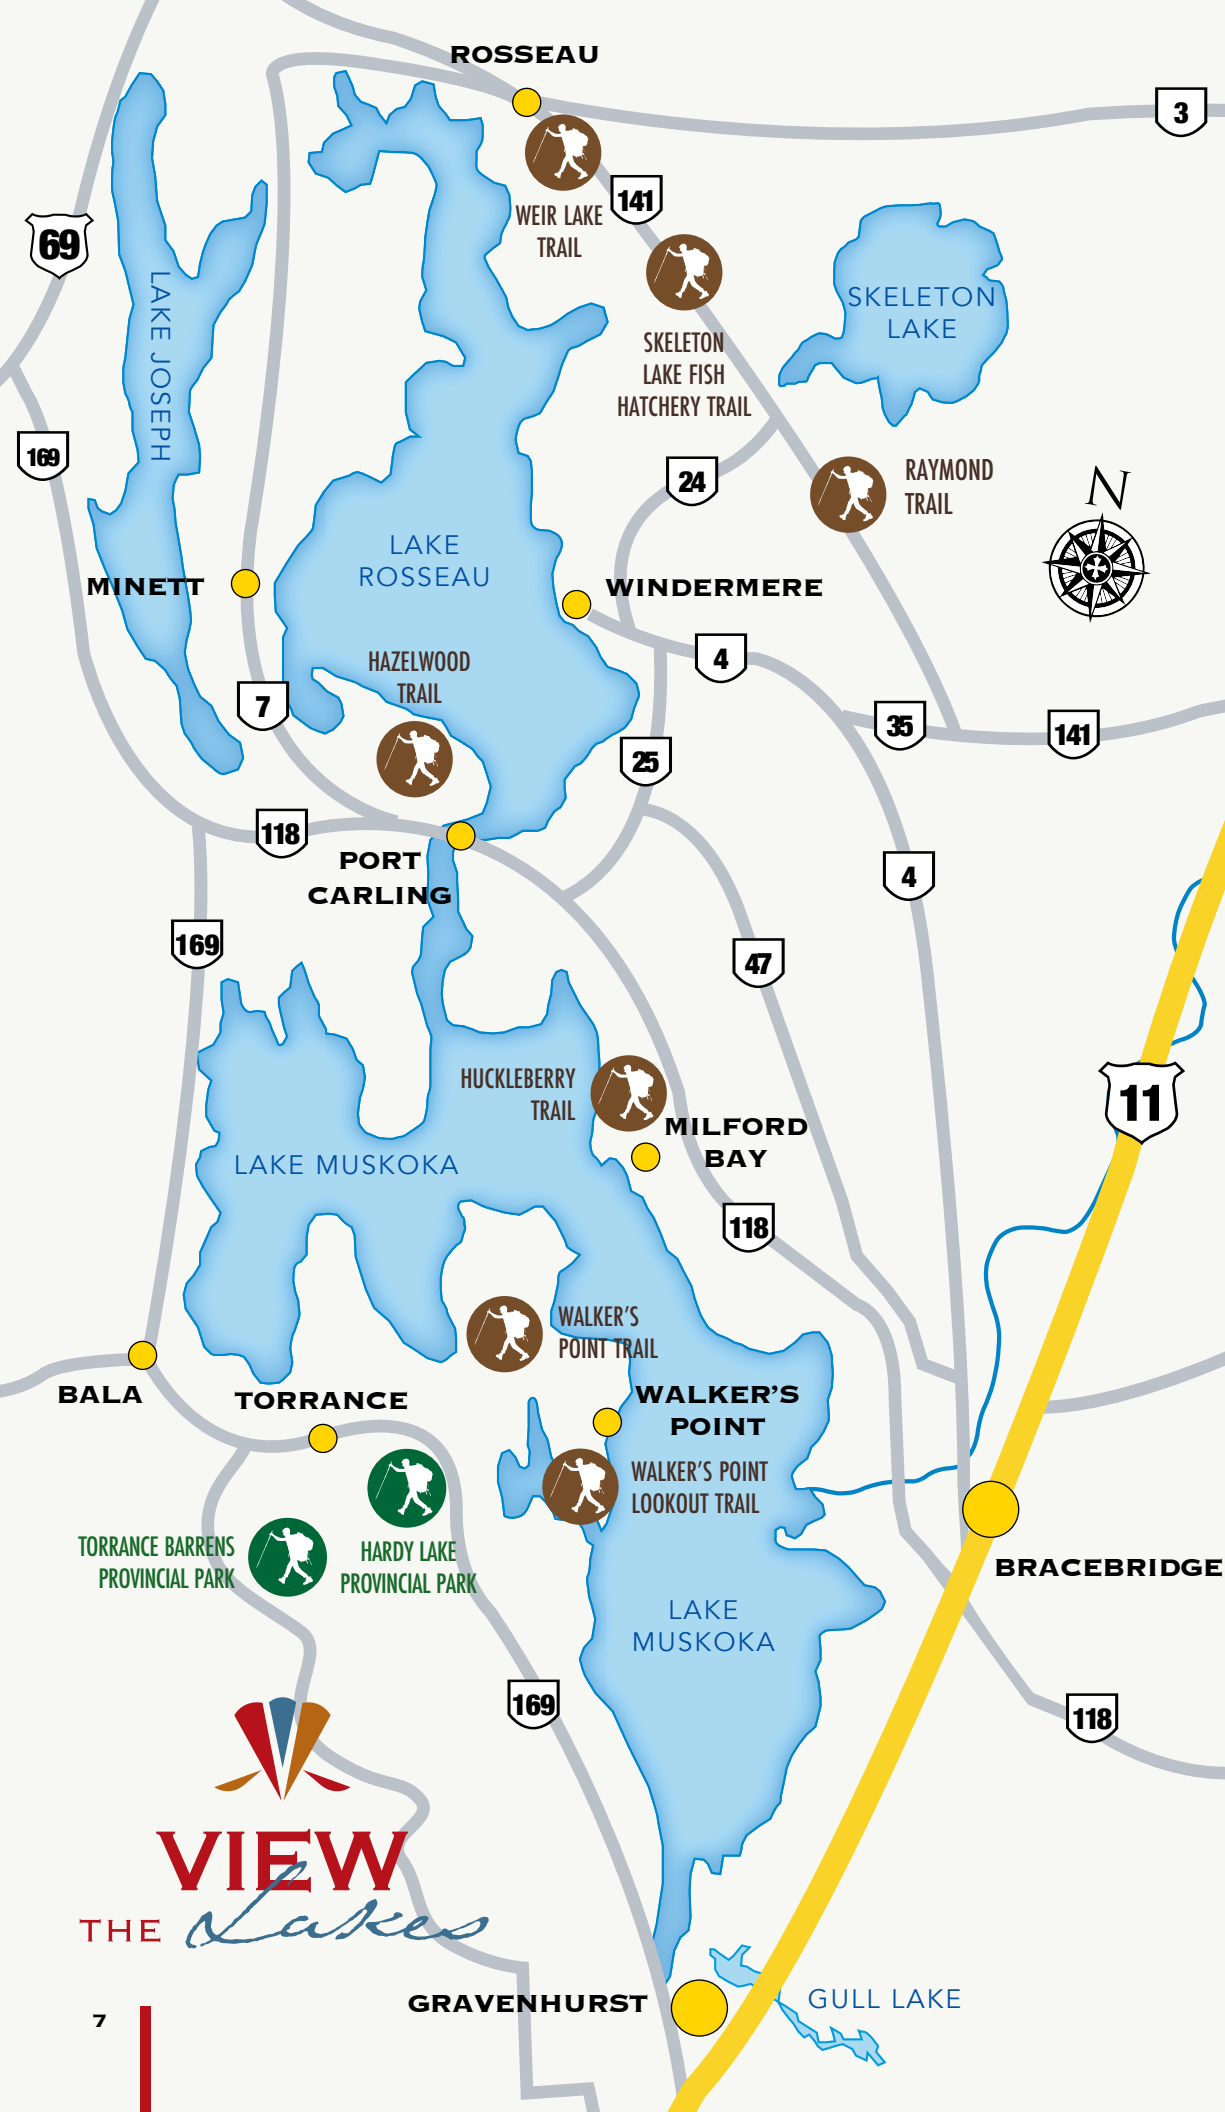 ROSSEAU
3
WEIR LAKE
TRAIL
141
69
LAKE JOSEPH
SKELETON
LAKE
SKELETON
LAKE FISH
HATCHERY TRAIL
169
24
RAYMOND
TRAIL
N
LAKE
ROSSEAU
MINETT
WINDERMERE
4
HAZELWOOD
TRAIL
7
35
141
25
118
PORT
CARLING
4
169
47
11
HUCKLEBERRY
TRAIL
MILFORD
BAY
LAKE MUSKOKA
118
WALKER'S
POINT TRAIL
BALA
TORRANCE
WALKER'S
POINT
WALKER'S POINT
LOOKOUT TRAIL
TORRANCE BARRENS
PROVINCIAL PARK
HARDY LAKE
PROVINCIAL PARK
BRACEBRIDGE
LAKE
MUSKOKA
169
118
VIEW
THE Lakes
GRAVENHURST
GULL LAKE
7